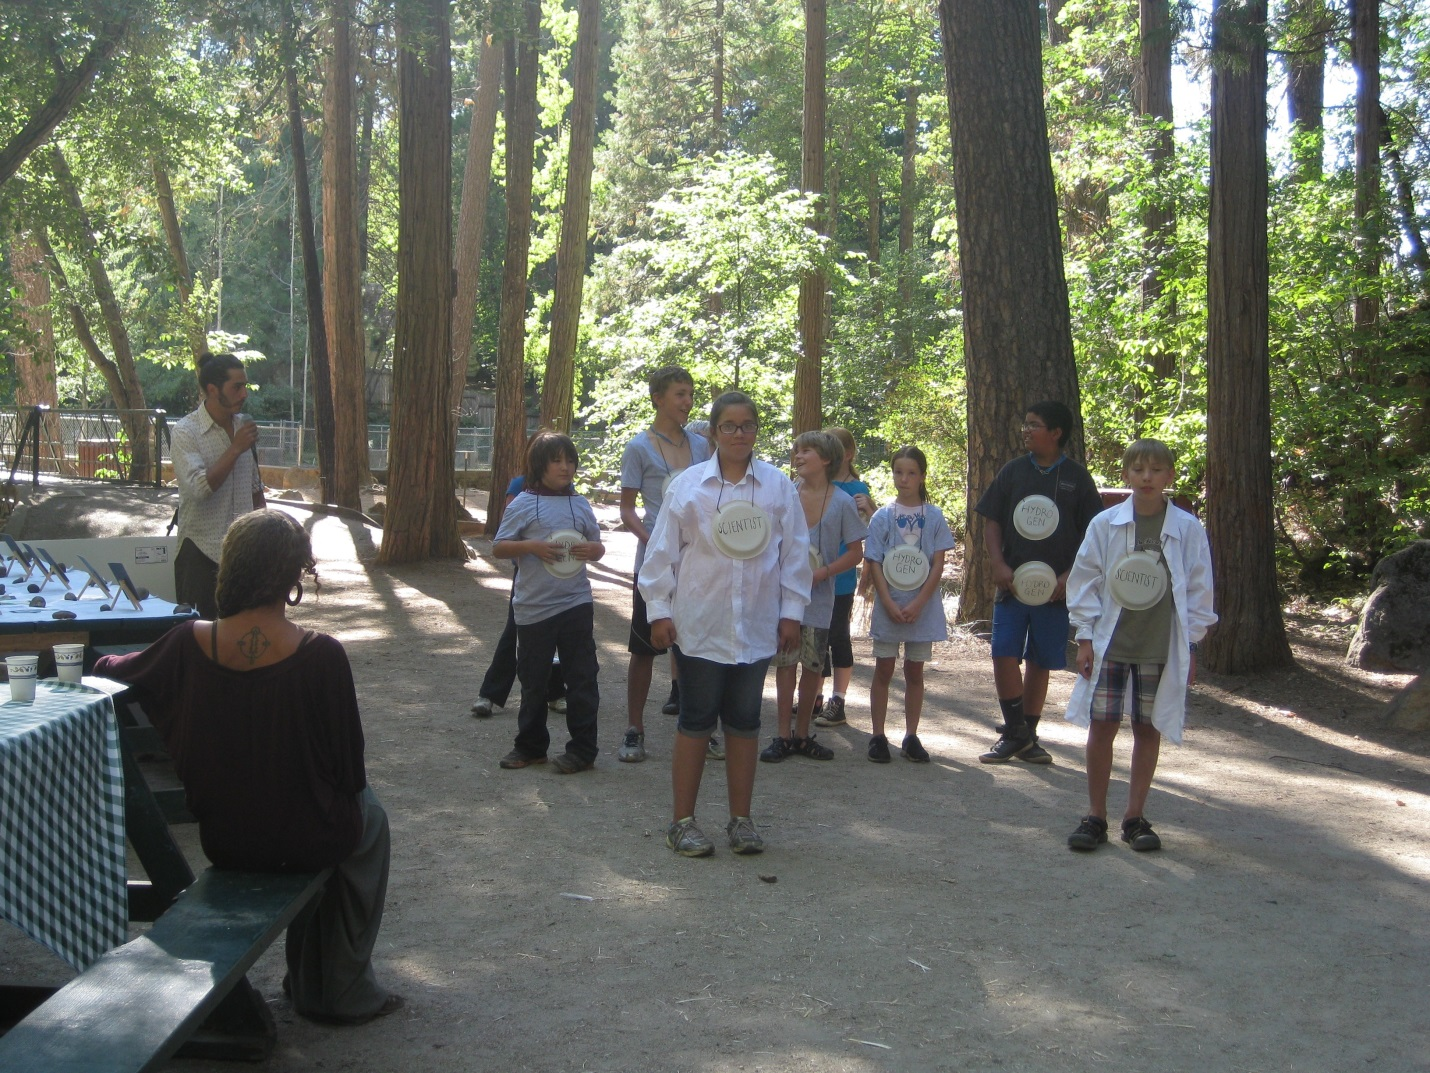 SCIENTIST
HYDRO
GEN
HYDRO
GEN
HYDRO
GEN
SCIENTIST